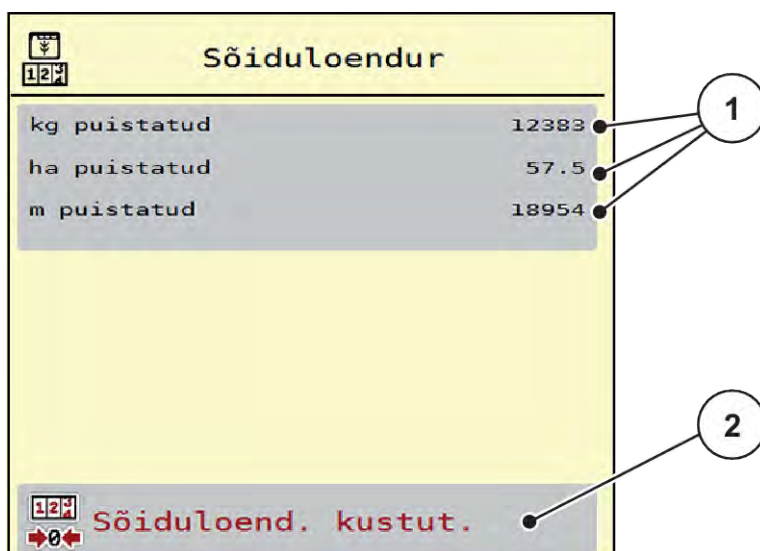 Sõiduloendur
kg puistatud 12383
ha puistatud 57.5
m puistatud 18954
1
2
Sõiduloend. kustut.